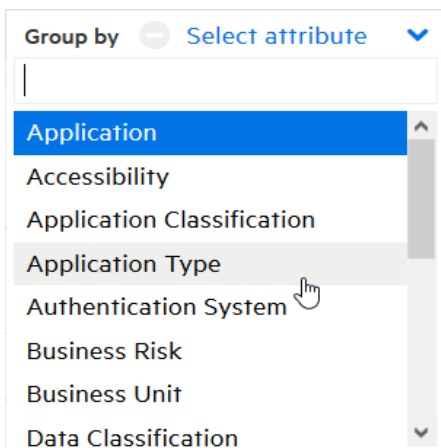 Group by Select attribute
Application
Accessibility
Application Classification
Application Type
Authentication System
Business Risk
Business Unit
Data Classification